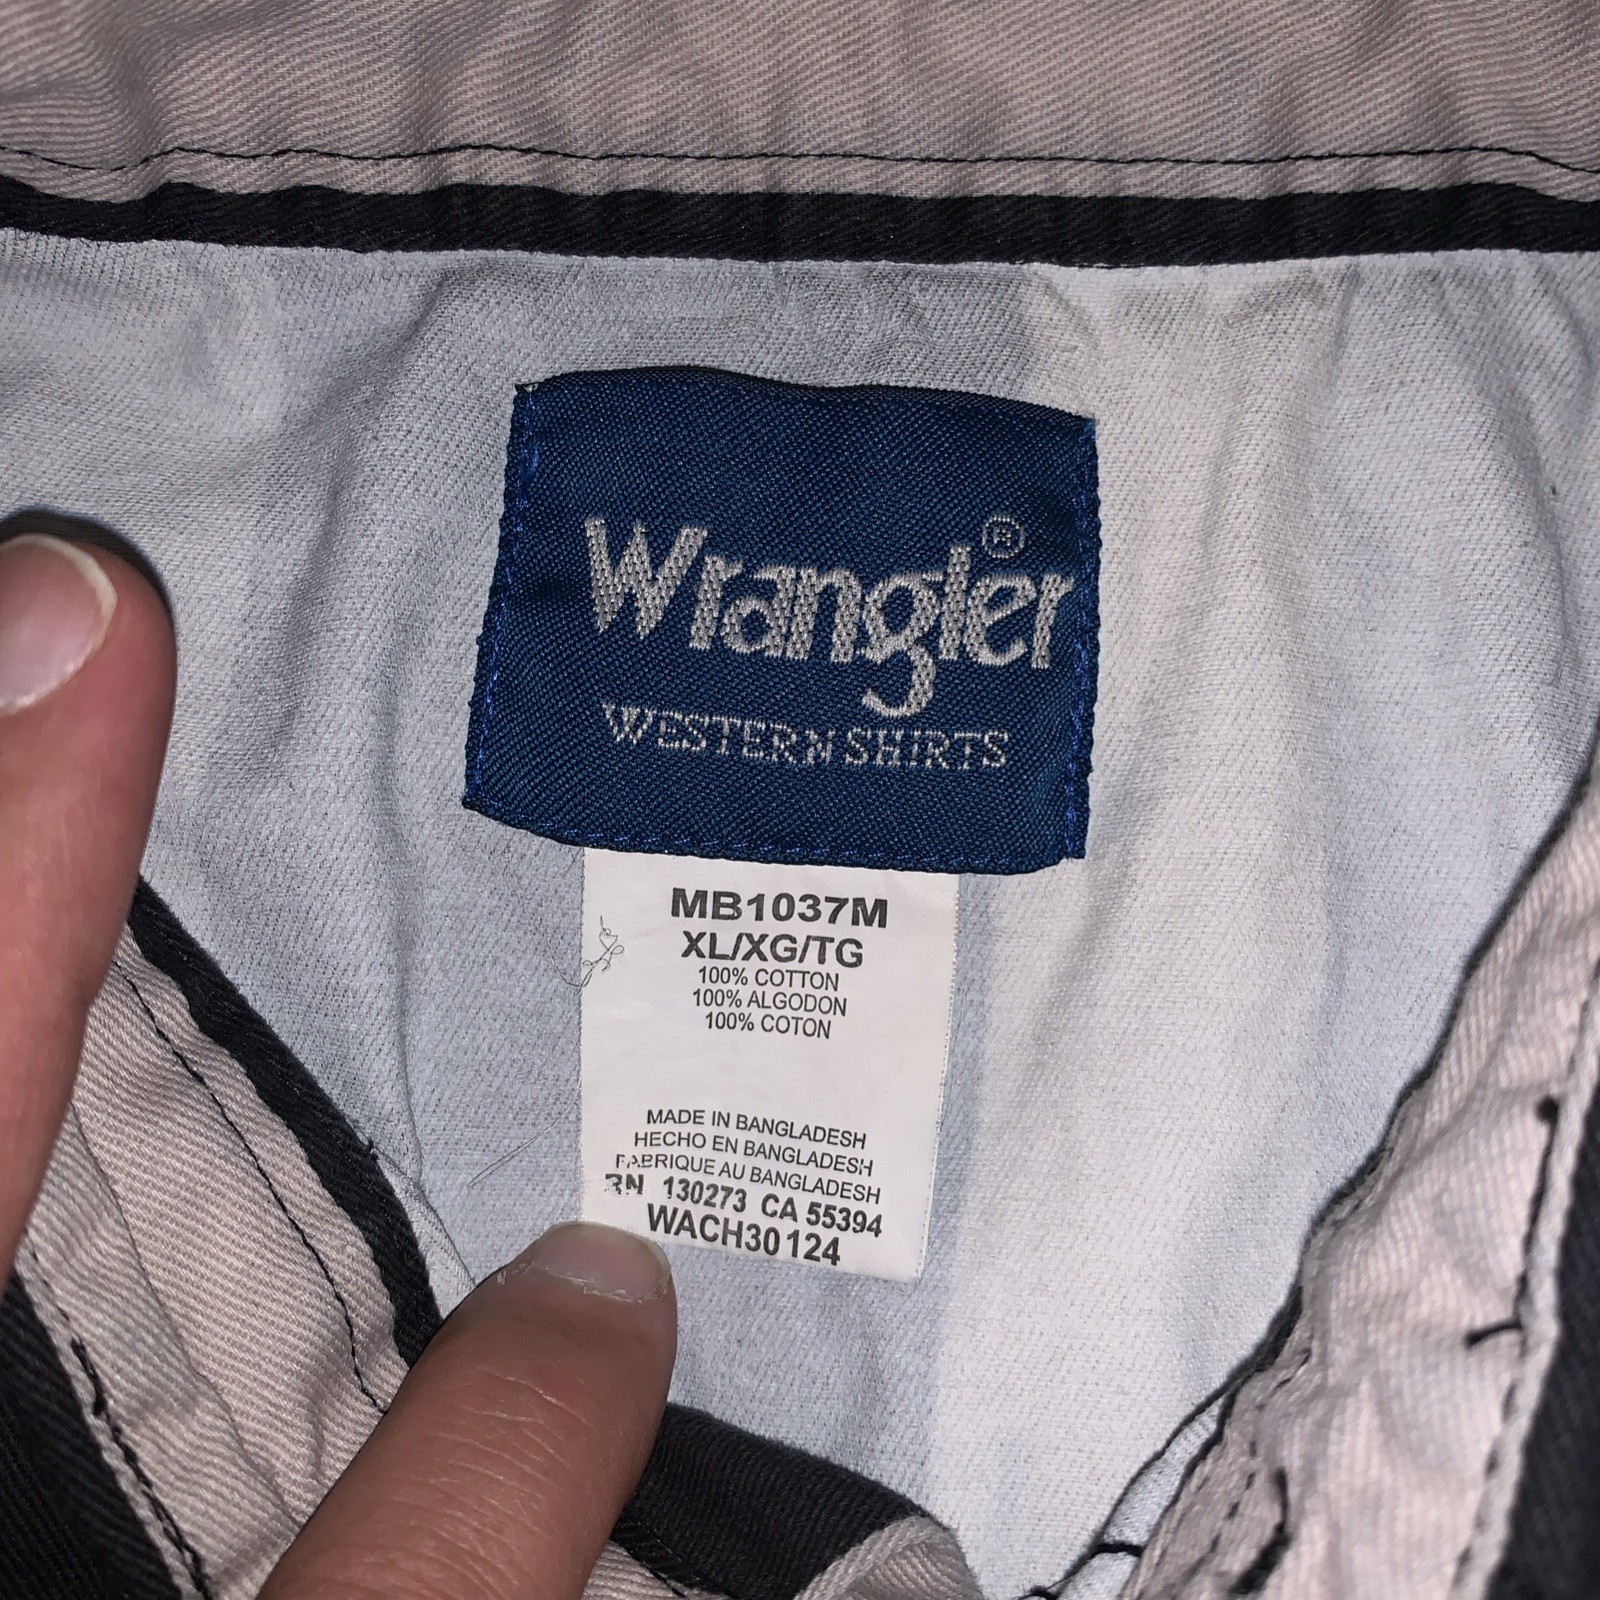 Wrangler®
WESTERN SHIRTS
MB1037M
XL/XG/TG
100% COTTON
100% ALGODON
100% COTON
MADE IN BANGLADESH
HECHO EN BANGLADESH
FABRIQUE AU BANGLADESH
RN 130273 CA 55394
WACH30124